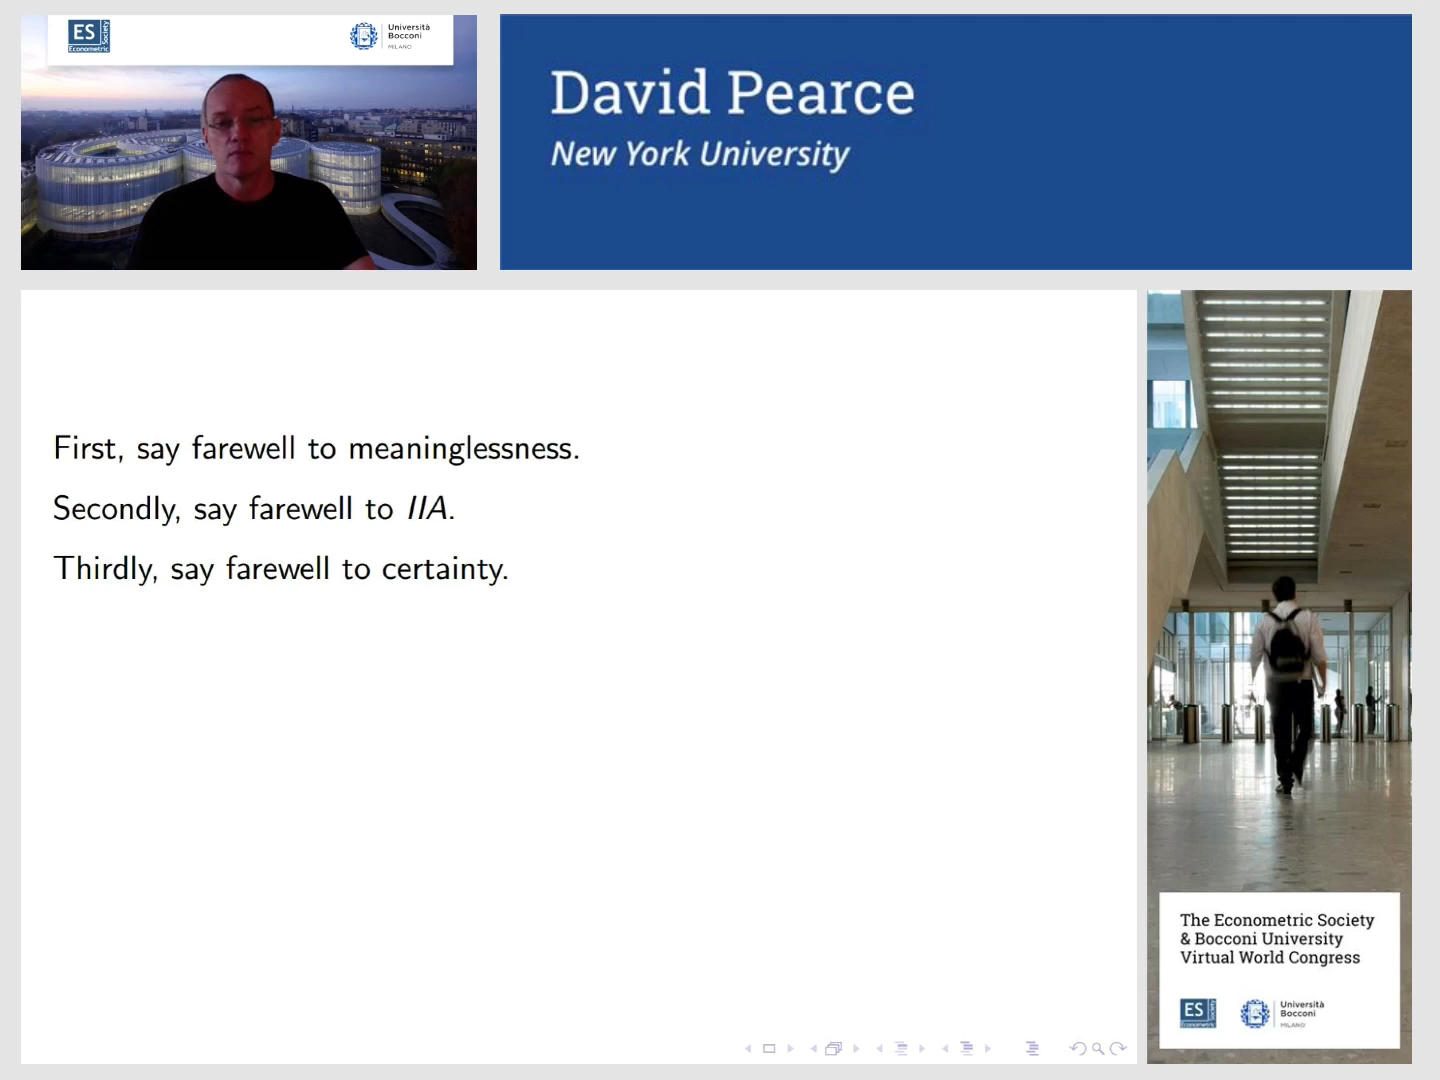 ES
Econometric
Society
Università
Bocconi
MILANO
David Pearce
New York University
First, say farewell to meaninglessness.
Secondly, say farewell to IIA.
Thirdly, say farewell to certainty.
The Econometric Society
& Bocconi University
Virtual World Congress
ES
Econometric
Society
Università
Bocconi
MILANO